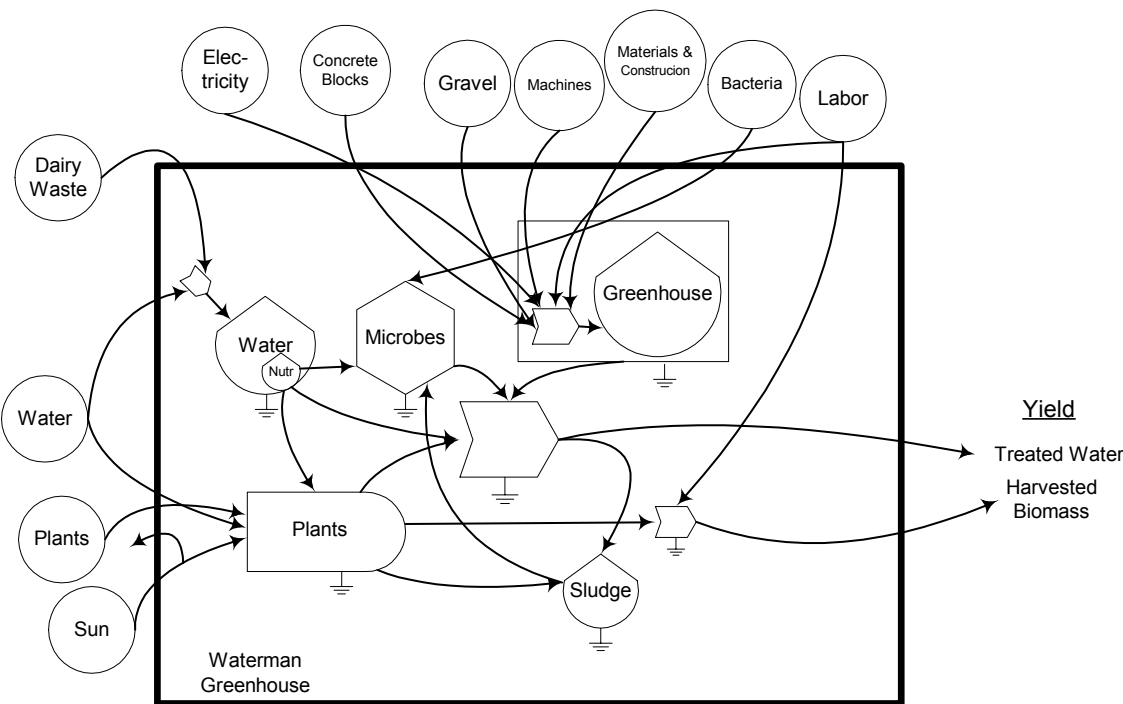 Elec-
tricity
Concrete
Blocks
Gravel
Machines
Materials &
Construcion
Bacteria
Labor
Dairy
Waste
Greenhouse
Water
Microbes
Nutr
Water
Yield
Treated Water
Harvested
Biomass
Plants
Plants
Sludge
Sun
Waterman
Greenhouse